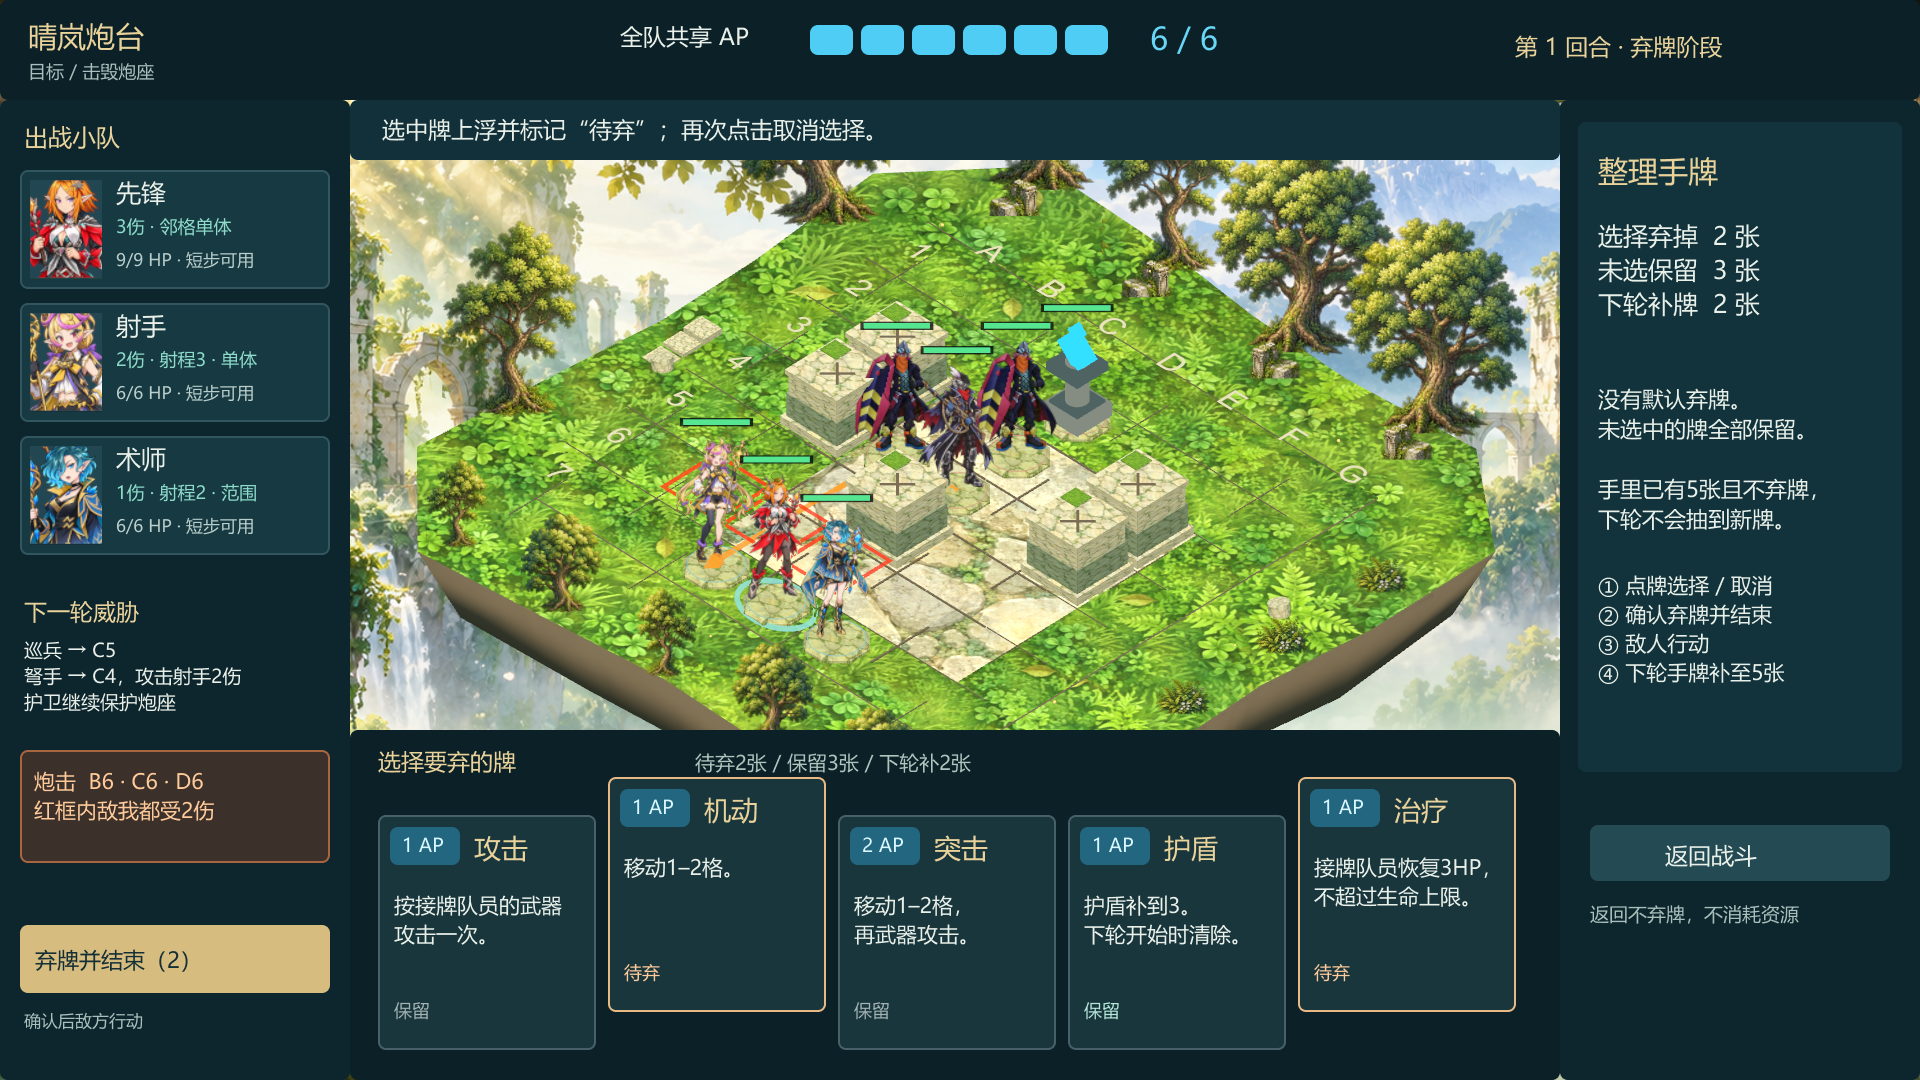 晴岚炮台
目标 / 击毁炮座
全队共享 AP
6 / 6
第 1 回合 · 弃牌阶段
出战小队
先锋
3伤 · 邻格单体
9/9 HP · 短步可用
射手
2伤 · 射程3 · 单体
6/6 HP · 短步可用
术师
1伤 · 射程2 · 范围
6/6 HP · 短步可用
下一轮威胁
巡兵 → C5
弩手 → C4，攻击射手2伤
护卫继续保护炮座
炮击 B6 · C6 · D6
红框内敌我都受2伤
弃牌并结束（2）
确认后敌方行动
选中牌上浮并标记“待弃”；再次点击取消选择。
1
2
3
4
5
6
7
A
B
C
D
E
F
G
选择要弃的牌
待弃2张 / 保留3张 / 下轮补2张
1 AP 攻击
按接牌队员的武器
攻击一次。
保留
1 AP 机动
移动1–2格。
待弃
2 AP 突击
移动1–2格，
再武器攻击。
保留
1 AP 护盾
护盾补到3。
下轮开始时清除。
保留
1 AP 治疗
接牌队员恢复3HP，
不超过生命上限。
待弃
整理手牌
选择弃掉 2 张
未选保留 3 张
下轮补牌 2 张
没有默认弃牌。
未选中的牌全部保留。
手里已有5张且不弃牌，
下轮不会抽到新牌。
① 点牌选择 / 取消
② 确认弃牌并结束
③ 敌人行动
④ 下轮手牌补至5张
返回战斗
返回不弃牌，不消耗资源